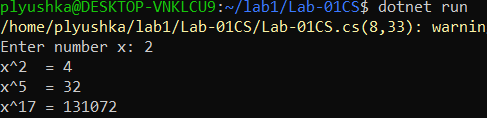 plyushka@DESKTOP-VNKLCU9:~/lab1/Lab-01CS$ dotnet run
/home/plyushka/lab1/Lab-01CS/Lab-01CS.cs(8,33): warnin
Enter number x: 2
x^2  = 4
x^5  = 32
x^17 = 131072